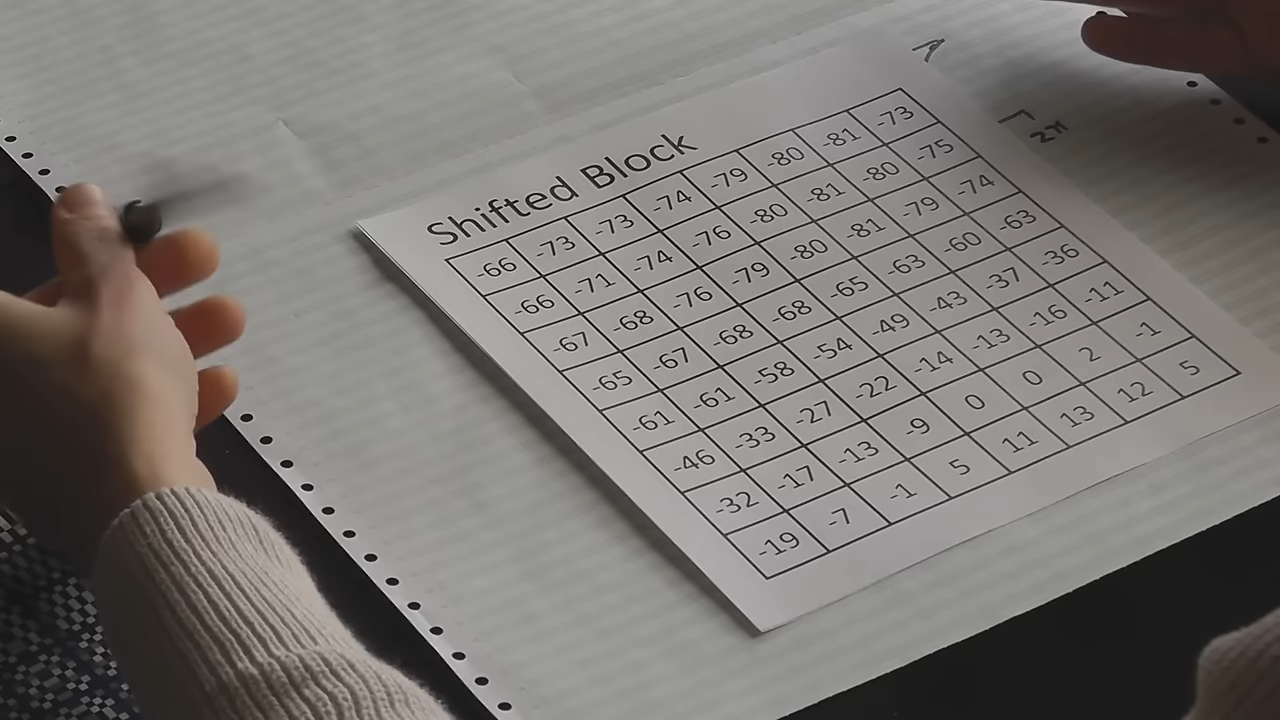 Shifted Block
-66 -73 -73 -74 -79 -80 -81 -73
-66 -71 -74 -76 -80 -81 -80 -75
-67 -68 -76 -79 -80 -81 -79 -74
-65 -67 -68 -68 -65 -63 -60 -63
-61 -61 -58 -54 -49 -43 -37 -36
-46 -33 -27 -22 -14 -13 -16 -11
-32 -17 -13 -9 0 0 2 -1
-19 -7 -1 5 11 13 12 5